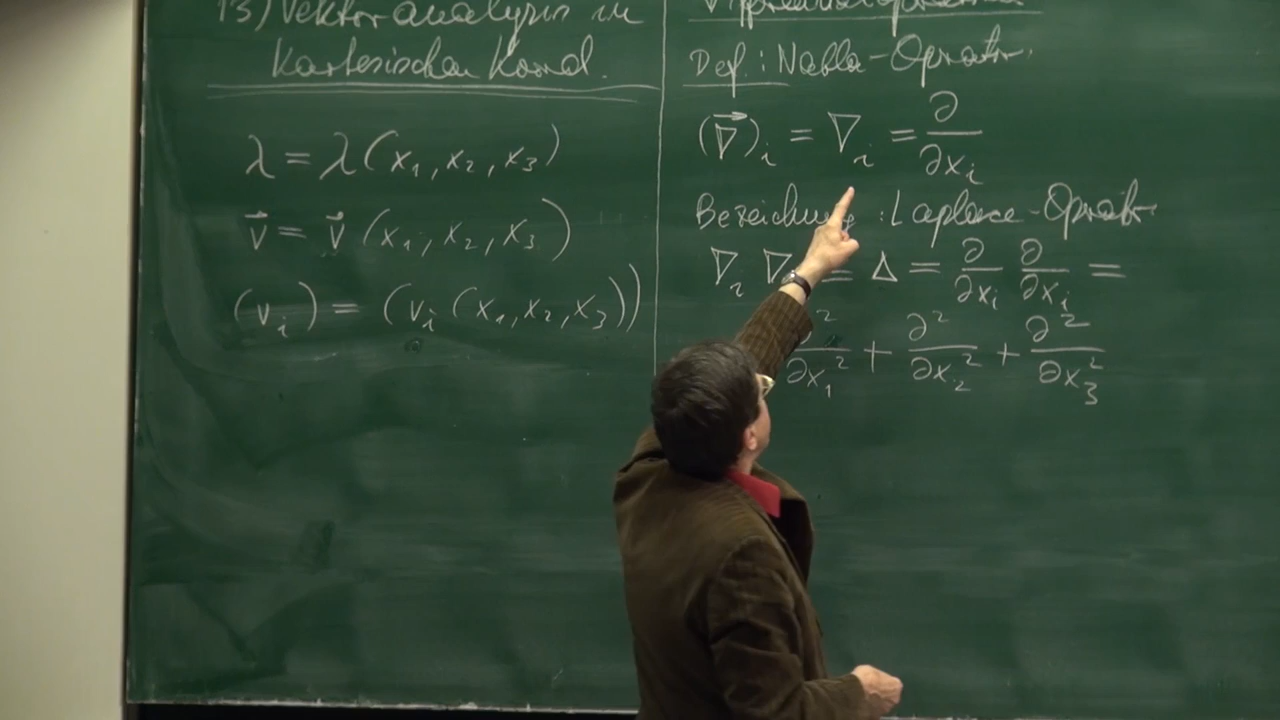 13) Vektoranalysis in
Kartesischen Koord.
λ = λ(x₁, x₂, x₃)
v⃗ = v⃗(x₁, x₂, x₃)
(vᵢ) = (vᵢ(x₁, x₂, x₃))
Def.: Nabla-Operator.
(∇⃗)ᵢ = ∇ᵢ = ∂/∂xᵢ
Bezeichnung: Laplace-Operator
∇ᵢ ∇ = Δ = ∂/∂xᵢ ∂/∂xᵢ =
∂²/∂x₁² + ∂²/∂x₂² + ∂²/∂x₃²